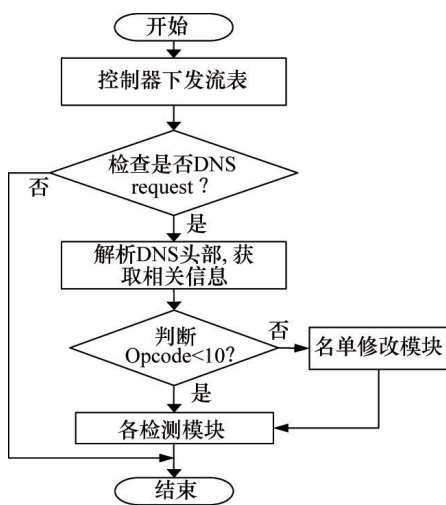 开始
控制器下发流表
检查是否DNS
request？
否
是
解析DNS头部, 获
取相关信息
判断
Opcode<10?
否
名单修改模块
是
各检测模块
结束